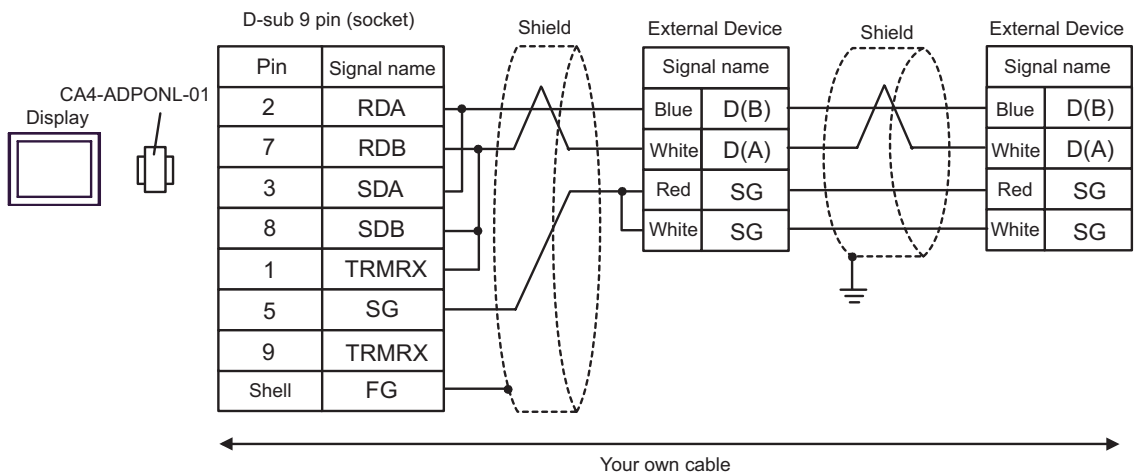 D-sub 9 pin (socket)
Shield
External Device
Shield
External Device
Pin Signal name
Signal name
Signal name
CA4-ADPONL-01
Display
2 RDA
Blue D(B)
Blue D(B)
7 RDB
White D(A)
White D(A)
3 SDA
Red SG
Red SG
8 SDB
White SG
White SG
1 TRMRX
5 SG
9 TRMRX
Shell FG
Your own cable